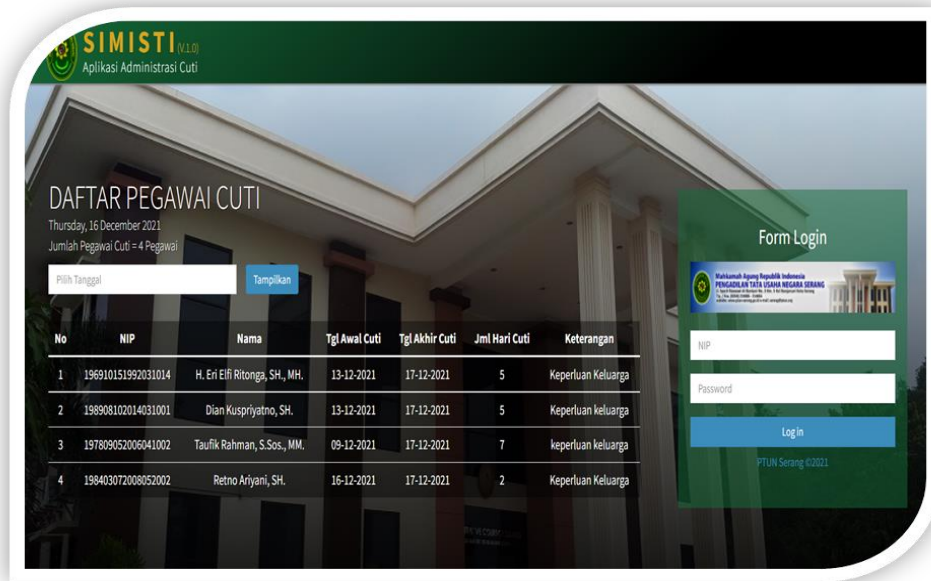 SIMISTI (V.1.0)
Aplikasi Administrasi Cuti
DAFTAR PEGAWAI CUTI
Thursday, 16 December 2021
Jumlah Pegawai Cuti = 4 Pegawai
Pilih Tanggal Tampilkan
No NIP Nama Tgl Awal Cuti Tgl Akhir Cuti Jml Hari Cuti Keterangan
1 196910151992031014 H. Eri Elfi Ritonga, SH., MH. 13-12-2021 17-12-2021 5 Keperluan Keluarga
2 198908102014031001 Dian Kuspriyatno, SH. 13-12-2021 17-12-2021 5 Keperluan keluarga
3 197809052006041002 Taufik Rahman, S.Sos., MM. 09-12-2021 17-12-2021 7 keperluan keluarga
4 198403072008052002 Retno Ariyani, SH. 16-12-2021 17-12-2021 2 Keperluan Keluarga
Form Login
Mahkamah Agung Republik Indonesia
PENGADILAN TATA USAHA NEGARA SERANG
NIP
Password
Log in
PTUN Serang ©2021